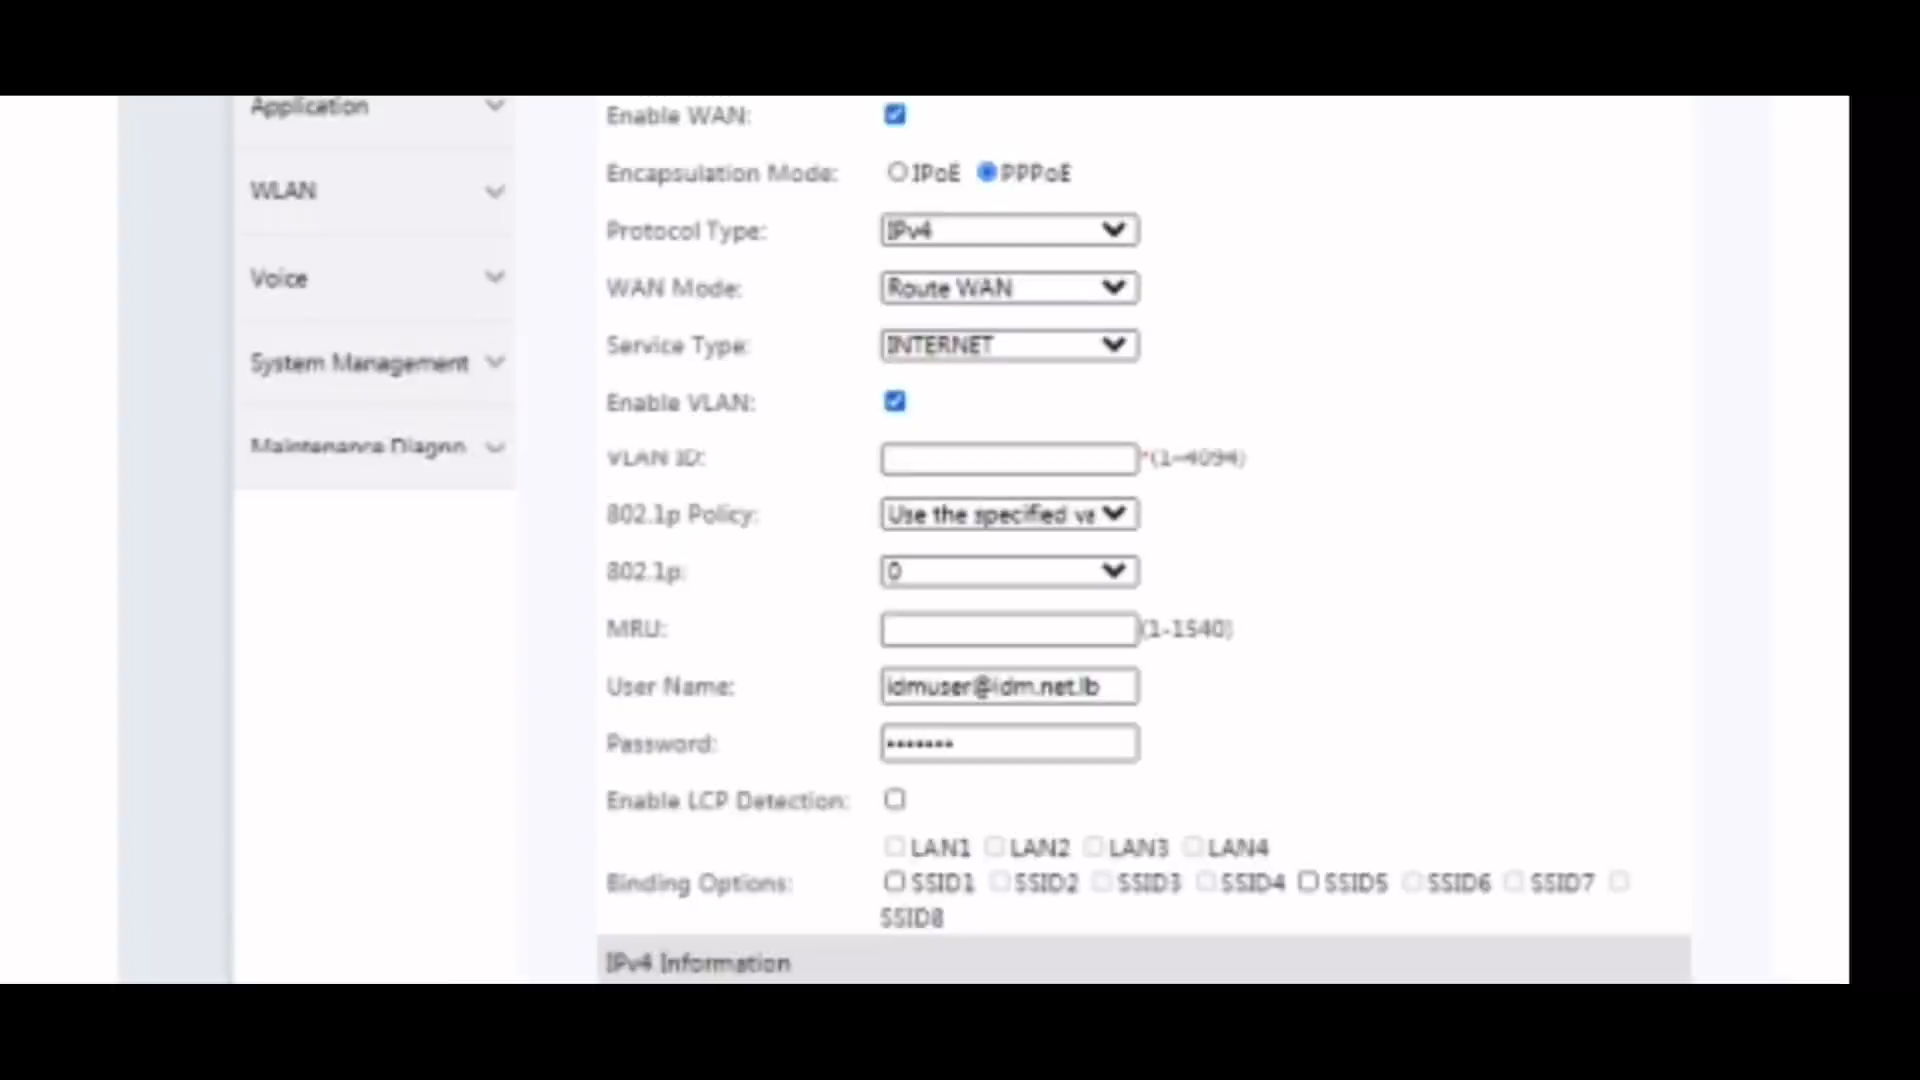 Application
WLAN
Voice
System Management
Maintenance Diagnn
Enable WAN:
Encapsulation Mode: IPoE PPPoE
Protocol Type: IPv4
WAN Mode: Route WAN
Service Type: INTERNET
Enable VLAN:
VLAN ID: *(1-4094)
802.1p Policy: Use the specified va
802.1p: 0
MRU: (1-1540)
User Name: idmuser@idm.net.lb
Password: •••••••
Enable LCP Detection:
LAN1 LAN2 LAN3 LAN4
Binding Options: SSID1 SSID2 SSID3 SSID4 SSID5 SSID6 SSID7
SSID8
IPv4 Information